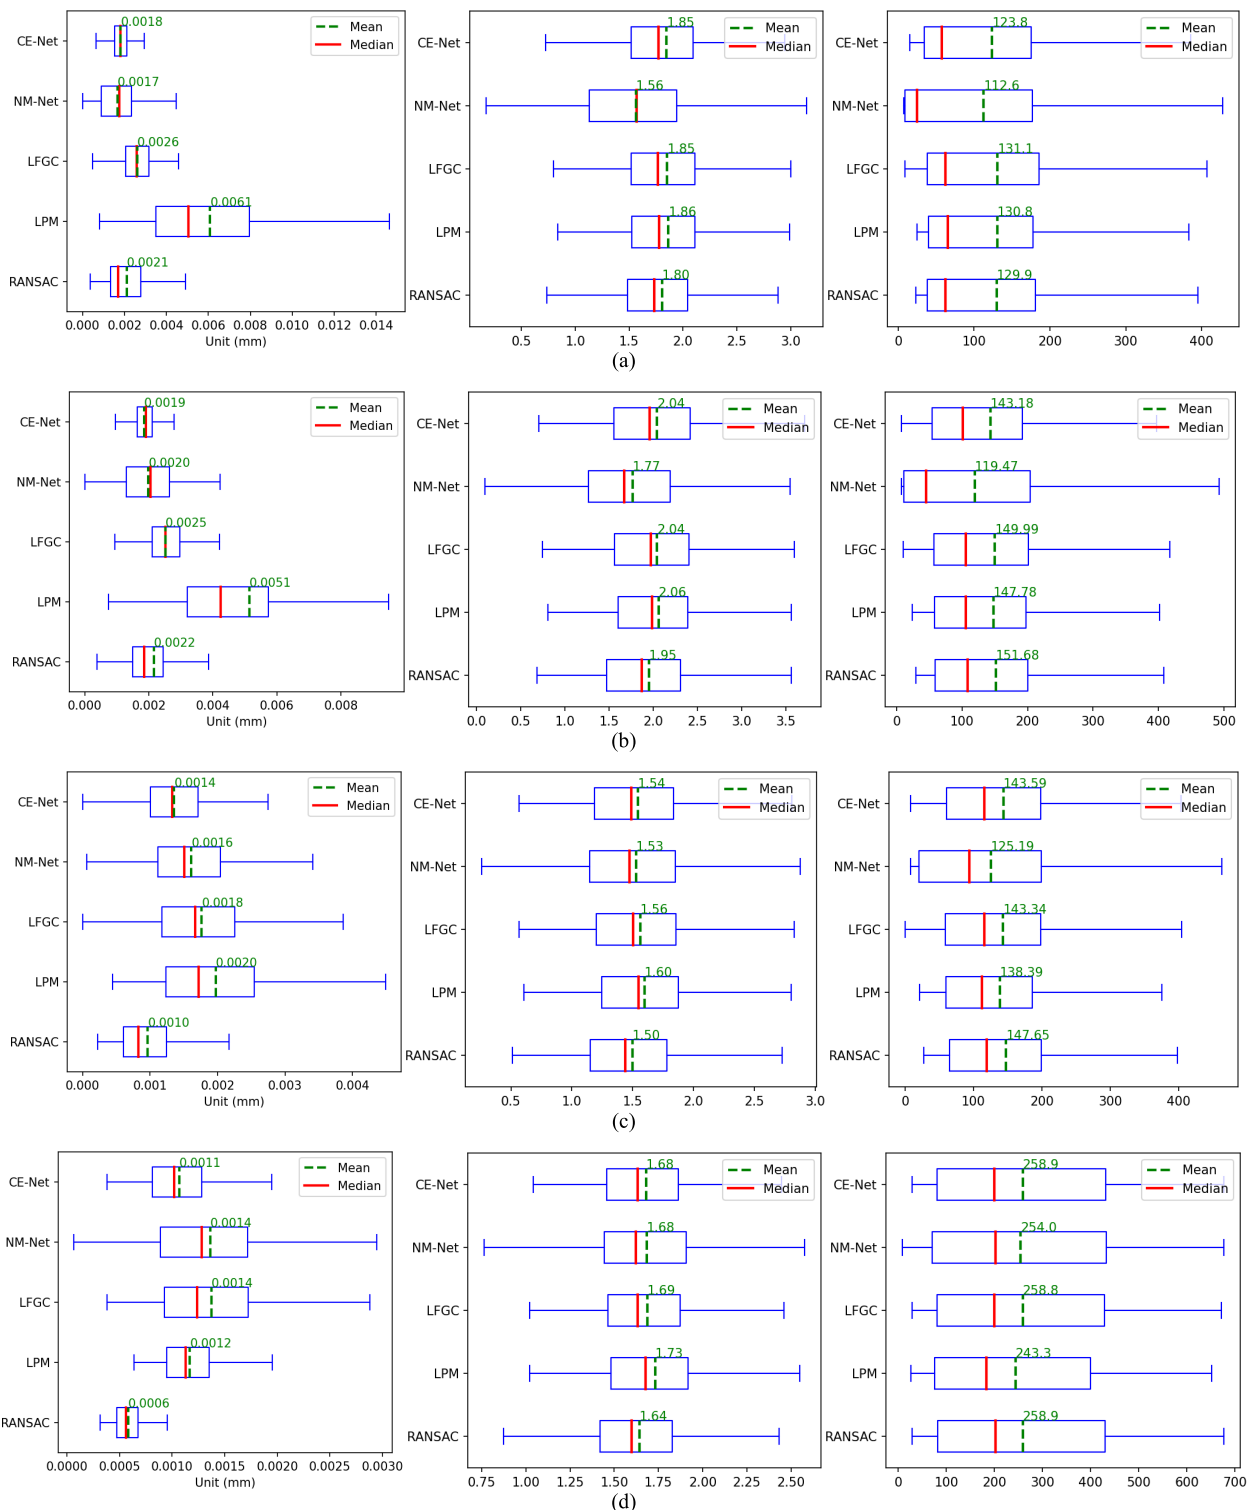 0.0018
1.85
123.8
CE-Net
Mean
Median
CE-Net
Mean
Median
CE-Net
Mean
Median
0.0017
1.56
112.6
NM-Net
NM-Net
NM-Net
0.0026
1.85
131.1
LFGC
LFGC
LFGC
0.0061
1.86
130.8
LPM
LPM
LPM
0.0021
1.80
129.9
RANSAC
RANSAC
RANSAC
0.000 0.002 0.004 0.006 0.008 0.010 0.012 0.014
0.5 1.0 1.5 2.0 2.5 3.0
0 100 200 300 400
Unit (mm)
(a)
0.0019
2.04
143.18
CE-Net
Mean
Median
CE-Net
Mean
Median
CE-Net
Mean
Median
0.0020
1.77
119.47
NM-Net
NM-Net
NM-Net
0.0025
2.04
149.99
LFGC
LFGC
LFGC
0.0051
2.06
147.78
LPM
LPM
LPM
0.0022
1.95
151.68
RANSAC
RANSAC
RANSAC
0.000 0.002 0.004 0.006 0.008
0.0 0.5 1.0 1.5 2.0 2.5 3.0 3.5
0 100 200 300 400 500
Unit (mm)
(b)
0.0014
1.54
143.59
CE-Net
Mean
Median
CE-Net
Mean
Median
CE-Net
Mean
Median
0.0016
1.53
125.19
NM-Net
NM-Net
NM-Net
0.0018
1.56
143.34
LFGC
LFGC
LFGC
0.0020
1.60
138.39
LPM
LPM
LPM
0.0010
1.50
147.65
RANSAC
RANSAC
RANSAC
0.000 0.001 0.002 0.003 0.004
0.5 1.0 1.5 2.0 2.5 3.0
0 100 200 300 400
Unit (mm)
(c)
0.0011
1.68
258.9
CE-Net
Mean
Median
CE-Net
Mean
Median
CE-Net
Mean
Median
0.0014
1.68
254.0
NM-Net
NM-Net
NM-Net
0.0014
1.69
258.8
LFGC
LFGC
LFGC
0.0012
1.73
243.3
LPM
LPM
LPM
0.0006
1.64
258.9
RANSAC
RANSAC
RANSAC
0.0000 0.0005 0.0010 0.0015 0.0020 0.0025 0.0030
0.75 1.00 1.25 1.50 1.75 2.00 2.25 2.50
0 100 200 300 400 500 600 700
Unit (mm)
(d)